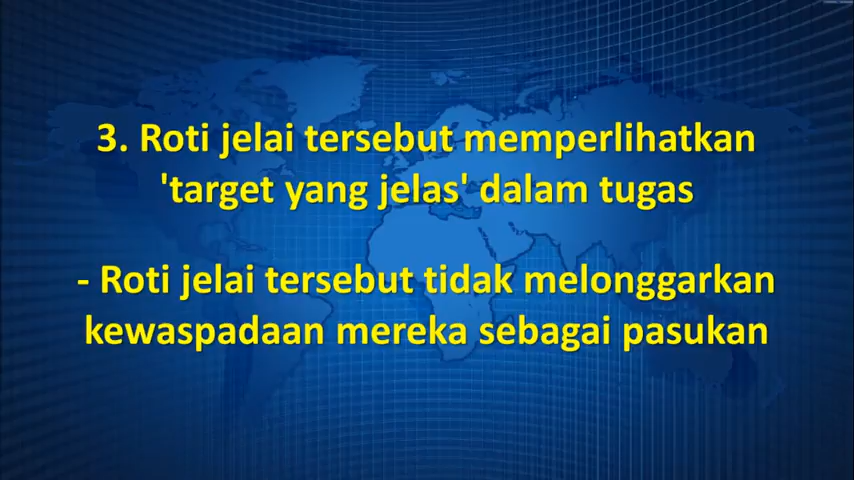 3. Roti jelai tersebut memperlihatkan
'target yang jelas' dalam tugas
- Roti jelai tersebut tidak melonggarkan
kewaspadaan mereka sebagai pasukan